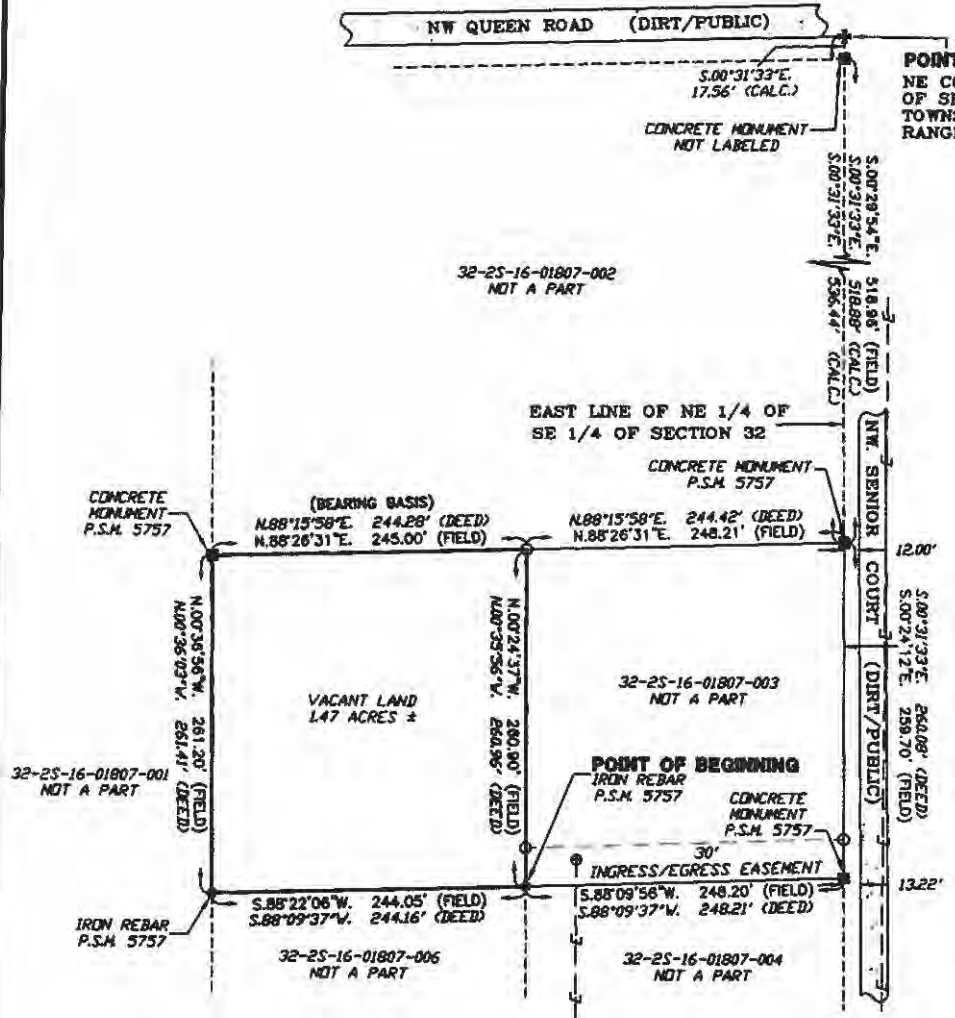 NW QUEEN ROAD (DIRT/PUBLIC)
S.00°31'33"E.
17.56' (CALC.)
POINT
NE CO
OF SE
TOWNS
RANGE
CONCRETE MONUMENT
NOT LABELED
S.00°29'54"E. 518.96' (FIELD)
S.00°31'33"E. 518.88' (CALC.)
S.00°31'33"E. 536.44' (CALC.)
32-2S-16-01807-002
NOT A PART
EAST LINE OF NE 1/4 OF
SE 1/4 OF SECTION 32
CONCRETE MONUMENT
P.S.M. 5757
NW. SENIOR COURT (DIRT/PUBLIC)
CONCRETE
MONUMENT
P.S.M. 5757
(BEARING BASIS)
N.88°15'58"E. 244.28' (DEED)
N.88°26'31"E. 245.00' (FIELD)
N.88°15'58"E. 244.42' (DEED)
N.88°26'31"E. 248.21' (FIELD)
12.00'
S.00°31'33"E. 260.08' (DEED)
S.00°24'12"E. 259.70' (FIELD)
N.00°36'56"W. 261.20' (FIELD)
N.00°36'03"W. 261.41' (DEED)
VACANT LAND
1.47 ACRES ±
N.00°24'37"W. 260.90' (FIELD)
N.00°35'56"W. 260.96' (DEED)
32-2S-16-01807-003
NOT A PART
32-2S-16-01807-001
NOT A PART
POINT OF BEGINNING
IRON REBAR
P.S.M. 5757
CONCRETE
MONUMENT
P.S.M. 5757
30'
INGRESS/EGRESS EASEMENT
13.22'
S.88°22'06"W. 244.05' (FIELD)
S.88°09'37"W. 244.16' (DEED)
S.88°09'56"W. 248.20' (FIELD)
S.88°09'37"W. 248.21' (DEED)
IRON REBAR
P.S.M. 5757
32-2S-16-01807-006
NOT A PART
32-2S-16-01807-004
NOT A PART